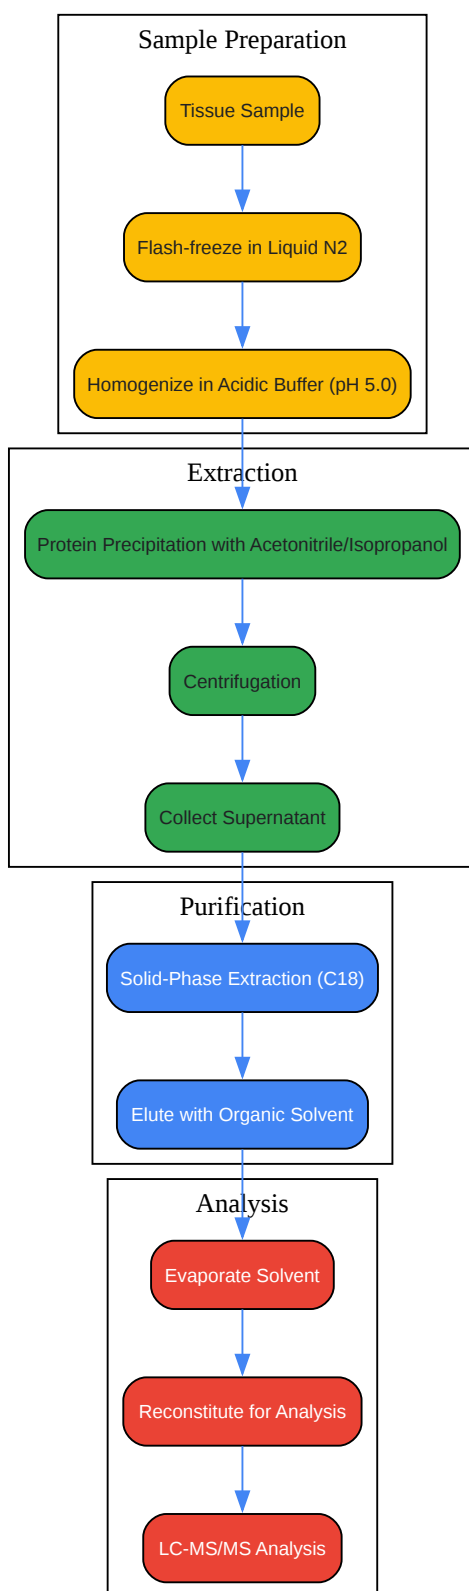 Sample Preparation
Tissue Sample
Flash-freeze in Liquid N2
Homogenize in Acidic Buffer (pH 5.0)
Extraction
Protein Precipitation with Acetonitrile/Isopropanol
Centrifugation
Collect Supernatant
Purification
Solid-Phase Extraction (C18)
Elute with Organic Solvent
Analysis
Evaporate Solvent
Reconstitute for Analysis
LC-MS/MS Analysis